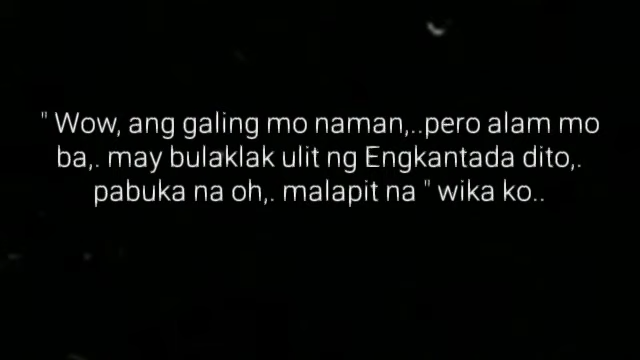 " Wow, ang galing mo naman,..pero alam mo
ba,. may bulaklak ulit ng Engkantada dito,.
pabuka na oh,. malapit na " wika ko..